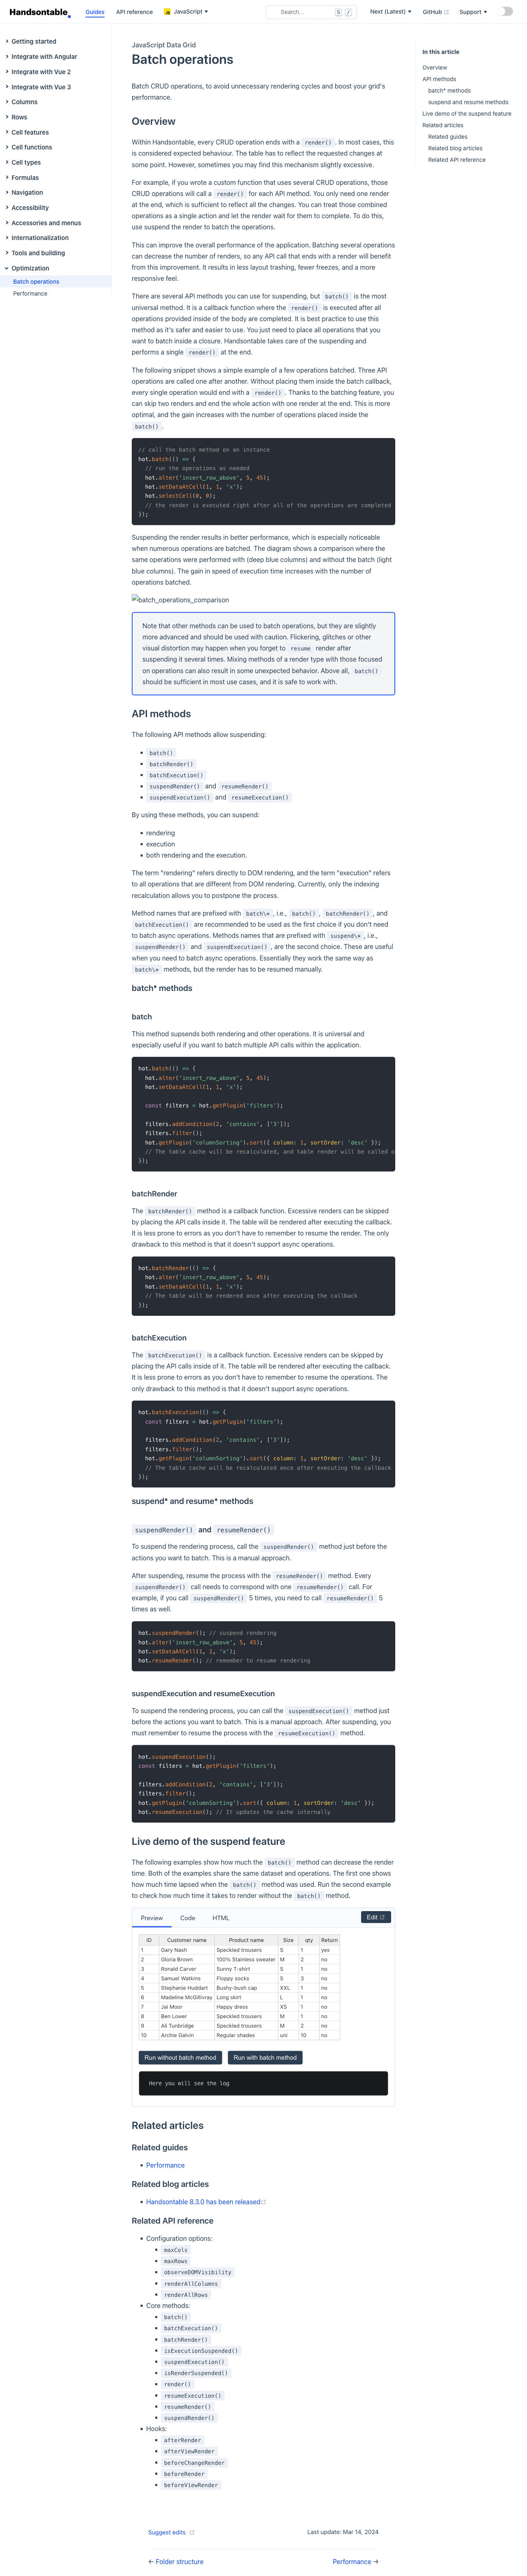 Handsontable
Guides
API reference
JavaScript
Search...
S
/
Next (Latest)
GitHub
Support
Getting started
Integrate with Angular
Integrate with Vue 2
Integrate with Vue 3
Columns
Rows
Cell features
Cell functions
Cell types
Formulas
Navigation
Accessibility
Accessories and menus
Internationalization
Tools and building
Optimization
Batch operations
Performance
In this article
Overview
API methods
batch* methods
suspend and resume methods
Live demo of the suspend feature
Related articles
Related guides
Related blog articles
Related API reference
JavaScript Data Grid
Batch operations
Batch CRUD operations, to avoid unnecessary rendering cycles and boost your grid's
performance.
Overview
Within Handsontable, every CRUD operation ends with a render() . In most cases, this
is considered expected behaviour. The table has to reflect the requested changes at
some point. However, sometimes you may find this mechanism slightly excessive.
For example, if you wrote a custom function that uses several CRUD operations, those
CRUD operations will call a render() for each API method. You only need one render
at the end, which is sufficient to reflect all the changes. You can treat those combined
operations as a single action and let the render wait for them to complete. To do this,
use suspend the render to batch the operations.
This can improve the overall performance of the application. Batching several operations
can decrease the number of renders, so any API call that ends with a render will benefit
from this improvement. It results in less layout trashing, fewer freezes, and a more
responsive feel.
There are several API methods you can use for suspending, but batch() is the most
universal method. It is a callback function where the render() is executed after all
operations provided inside of the body are completed. It is best practice to use this
method as it's safer and easier to use. You just need to place all operations that you
want to batch inside a closure. Handsontable takes care of the suspending and
performs a single render() at the end.
The following snippet shows a simple example of a few operations batched. Three API
operations are called one after another. Without placing them inside the batch callback,
every single operation would end with a render() . Thanks to the batching feature, you
can skip two renders and end the whole action with one render at the end. This is more
optimal, and the gain increases with the number of operations placed inside the
batch() .
// call the batch method on an instance
hot.batch(() => {
// run the operations as needed
hot.alter('insert_row_above', 5, 45);
hot.setDataAtCell(1, 1, 'x');
hot.selectCell(0, 0);
// the render is executed right after all of the operations are completed
});
Suspending the render results in better performance, which is especially noticeable
when numerous operations are batched. The diagram shows a comparison where the
same operations were performed with (deep blue columns) and without the batch (light
blue columns). The gain in speed of execution time increases with the number of
operations batched.
batch_operations_comparison
Note that other methods can be used to batch operations, but they are slightly
more advanced and should be used with caution. Flickering, glitches or other
visual distortion may happen when you forget to resume render after
suspending it several times. Mixing methods of a render type with those focused
on operations can also result in some unexpected behavior. Above all, batch()
should be sufficient in most use cases, and it is safe to work with.
API methods
The following API methods allow suspending:
batch()
batchRender()
batchExecution()
suspendRender() and resumeRender()
suspendExecution() and resumeExecution()
By using these methods, you can suspend:
rendering
execution
both rendering and the execution.
The term "rendering" refers directly to DOM rendering, and the term "execution" refers
to all operations that are different from DOM rendering. Currently, only the indexing
recalculation allows you to postpone the process.
Method names that are prefixed with batch\* , i.e., batch() , batchRender() , and
batchExecution() are recommended to be used as the first choice if you don't need
to batch async operations. Methods names that are prefixed with suspend\* , i.e.,
suspendRender() and suspendExecution() , are the second choice. These are useful
when you need to batch async operations. Essentially they work the same way as
batch\* methods, but the render has to be resumed manually.
batch* methods
batch
This method suspends both rendering and other operations. It is universal and
especially useful if you want to batch multiple API calls within the application.
hot.batch(() => {
hot.alter('insert_row_above', 5, 45);
hot.setDataAtCell(1, 1, 'x');
const filters = hot.getPlugin('filters');
filters.addCondition(2, 'contains', ['3']);
filters.filter();
hot.getPlugin('columnSorting').sort({ column: 1, sortOrder: 'desc' });
// The table cache will be recalculated, and table render will be called o
});
batchRender
The batchRender() method is a callback function. Excessive renders can be skipped
by placing the API calls inside it. The table will be rendered after executing the callback.
It is less prone to errors as you don't have to remember to resume the render. The only
drawback to this method is that it doesn't support async operations.
hot.batchRender(() => {
hot.alter('insert_row_above', 5, 45);
hot.setDataAtCell(1, 1, 'x');
// The table will be rendered once after executing the callback
});
batchExecution
The batchExecution() is a callback function. Excessive renders can be skipped by
placing the API calls inside of it. The table will be rendered after executing the callback.
It is less prone to errors as you don't have to remember to resume the operations. The
only drawback to this method is that it doesn't support async operations.
hot.batchExecution(() => {
const filters = hot.getPlugin('filters');
filters.addCondition(2, 'contains', ['3']);
filters.filter();
hot.getPlugin('columnSorting').sort({ column: 1, sortOrder: 'desc' });
// The table cache will be recalculated once after executing the callback
});
suspend* and resume* methods
suspendRender() and resumeRender()
To suspend the rendering process, call the suspendRender() method just before the
actions you want to batch. This is a manual approach.
After suspending, resume the process with the resumeRender() method. Every
suspendRender() call needs to correspond with one resumeRender() call. For
example, if you call suspendRender() 5 times, you need to call resumeRender() 5
times as well.
hot.suspendRender(); // suspend rendering
hot.alter('insert_row_above', 5, 45);
hot.setDataAtCell(1, 1, 'x');
hot.resumeRender(); // remember to resume rendering
suspendExecution and resumeExecution
To suspend the rendering process, you can call the suspendExecution() method just
before the actions you want to batch. This is a manual approach. After suspending, you
must remember to resume the process with the resumeExecution() method.
hot.suspendExecution();
const filters = hot.getPlugin('filters');
filters.addCondition(2, 'contains', ['3']);
filters.filter();
hot.getPlugin('columnSorting').sort({ column: 1, sortOrder: 'desc' });
hot.resumeExecution(); // It updates the cache internally
Live demo of the suspend feature
The following examples show how much the batch() method can decrease the render
time. Both of the examples share the same dataset and operations. The first one shows
how much time lapsed when the batch() method was used. Run the second example
to check how much time it takes to render without the batch() method.
Preview Code HTML Edit
ID Customer name Product name Size qty Return
1 Gary Nash Speckled trousers S 1 yes
2 Gloria Brown 100% Stainless sweater M 2 no
3 Ronald Carver Sunny T-shirt S 1 no
4 Samuel Watkins Floppy socks S 3 no
5 Stephanie Huddart Bushy-bush cap XXL 1 no
6 Madeline McGillivray Long skirt L 1 no
7 Jai Moor Happy dress XS 1 no
8 Ben Lower Speckled trousers M 1 no
9 Ali Tunbridge Speckled trousers M 2 no
10 Archie Galvin Regular shades uni 10 no
Run without batch method Run with batch method
Here you will see the log
Related articles
Related guides
Performance
Related blog articles
Handsontable 8.3.0 has been released
Related API reference
Configuration options:
maxCols
maxRows
observeDOMVisibility
renderAllColumns
renderAllRows
Core methods:
batch()
batchExecution()
batchRender()
isExecutionSuspended()
suspendExecution()
isRenderSuspended()
render()
resumeExecution()
resumeRender()
suspendRender()
Hooks:
afterRender
afterViewRender
beforeChangeRender
beforeRender
beforeViewRender
Suggest edits
Last update: Mar 14, 2024
← Folder structure
Performance →